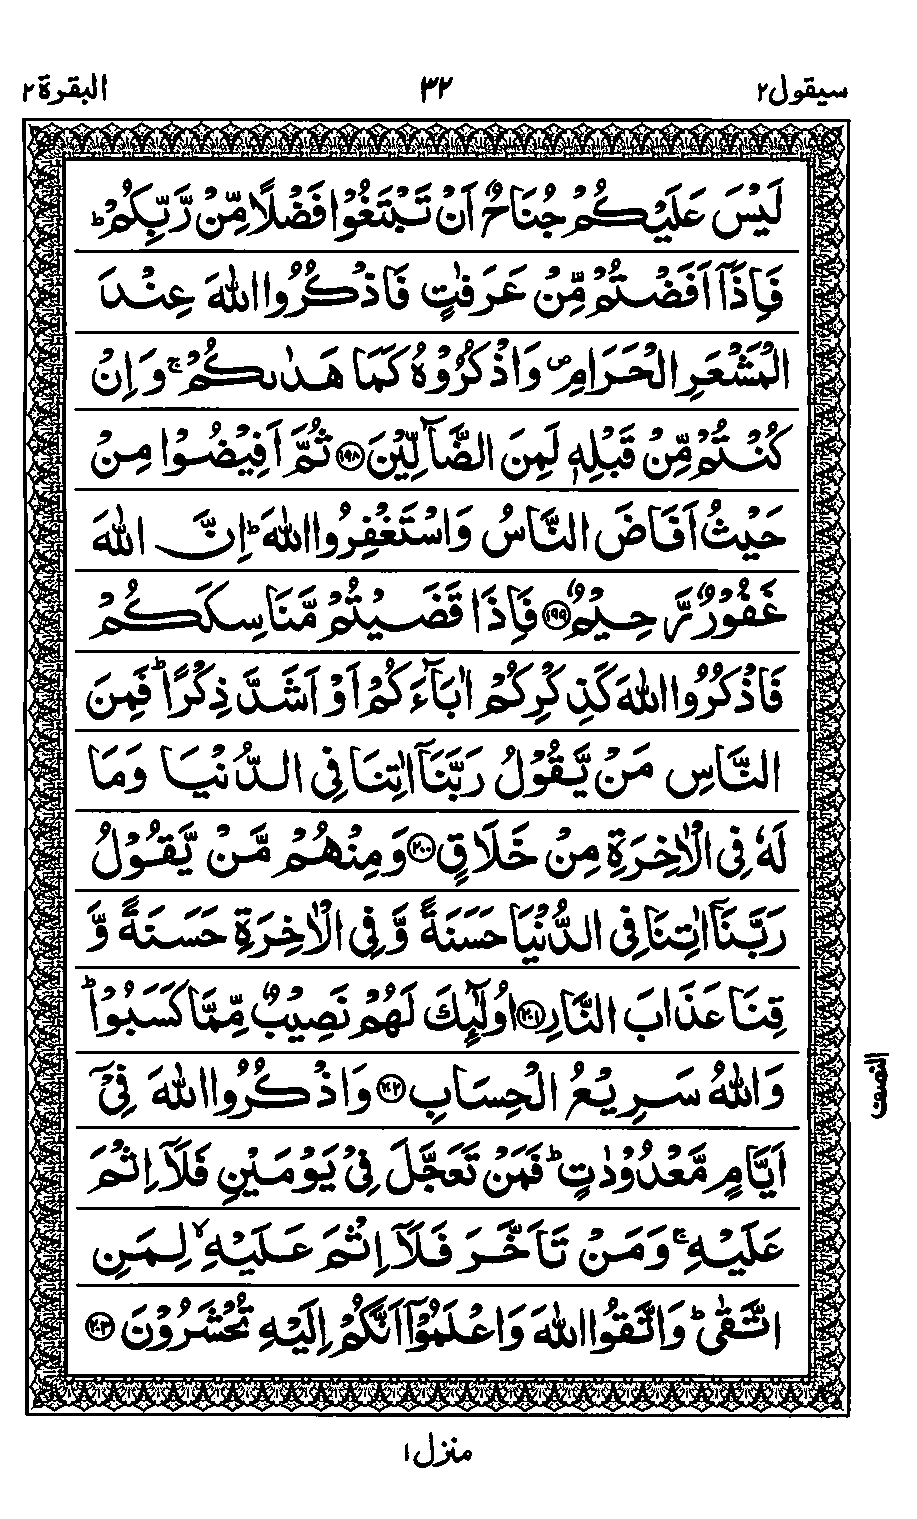 سیقول۲ ۳۲ البقرة۲
لَيْسَ عَلَيْكُمْ جُنَاحٌ اَنْ تَبْتَغُوْا فَضْلًا مِّنْ رَّبِّكُمْ ؕ
فَاِذَاۤ اَفَضْتُمْ مِّنْ عَرَفٰتٍ فَاذْكُرُوا اللّٰهَ عِنْدَ
الْمَشْعَرِ الْحَرَامِ ۪ وَاذْكُرُوْهُ كَمَا هَدٰىكُمْ ۚ وَاِنْ
كُنْتُمْ مِّنْ قَبْلِهٖ لَمِنَ الضَّآلِّيْنَ ﴿۱۹۸﴾ ثُمَّ اَفِيْضُوْا مِنْ
حَيْثُ اَفَاضَ النَّاسُ وَاسْتَغْفِرُوا اللّٰهَ ؕ اِنَّ اللّٰهَ
غَفُوْرٌ رَّحِيْمٌ ﴿۱۹۹﴾ فَاِذَا قَضَيْتُمْ مَّنَاسِكَكُمْ
فَاذْكُرُوا اللّٰهَ كَذِكْرِكُمْ اٰبَآءَكُمْ اَوْ اَشَدَّ ذِكْرًا ؕ فَمِنَ
النَّاسِ مَنْ يَّقُوْلُ رَبَّنَاۤ اٰتِنَا فِى الدُّنْيَا وَمَا
لَهٗ فِى الْاٰخِرَةِ مِنْ خَلَاقٍ ﴿۲۰۰﴾ وَمِنْهُمْ مَّنْ يَّقُوْلُ
رَبَّنَاۤ اٰتِنَا فِى الدُّنْيَا حَسَنَةً وَّفِى الْاٰخِرَةِ حَسَنَةً وَّ
قِنَا عَذَابَ النَّارِ ﴿۲۰۱﴾ اُولٰٓئِكَ لَهُمْ نَصِيْبٌ مِّمَّا كَسَبُوْا ؕ
وَاللّٰهُ سَرِيْعُ الْحِسَابِ ﴿۲۰۲﴾ وَاذْكُرُوا اللّٰهَ فِىْۤ
اَيَّامٍ مَّعْدُوْدٰتٍ ؕ فَمَنْ تَعَجَّلَ فِىْ يَوْمَيْنِ فَلَاۤ اِثْمَ
عَلَيْهِ ۚ وَمَنْ تَاَخَّرَ فَلَاۤ اِثْمَ عَلَيْهِ ۙ لِمَنِ
اتَّقٰى ؕ وَاتَّقُوا اللّٰهَ وَاعْلَمُوْۤا اَنَّكُمْ اِلَيْهِ تُحْشَرُوْنَ ﴿۲۰۳﴾
النصف
منزل۱